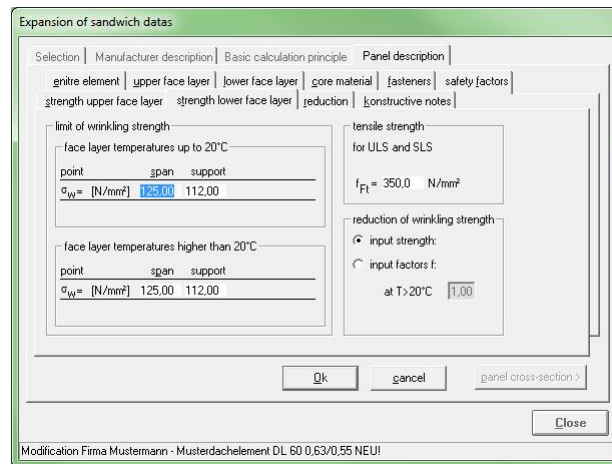 Expansion of sandwich datas
Selection Manufacturer description Basic calculation principle Panel description
enitre element upper face layer lower face layer core material fasteners safety factors
strength upper face layer strength lower face layer reduction konstructive notes
limit of wrinkling strength
face layer temperatures up to 20°C
point span support
σw= [N/mm²] 125,00 112,00
face layer temperatures higher than 20°C
point span support
σw= [N/mm²] 125,00 112,00
tensile strength
for ULS and SLS
fFt = 350,0 N/mm²
reduction of wrinkling strength
input strength:
input factors f:
at T>20°C 1,00
Ok cancel panel cross-section >
Close
Modification Firma Mustermann - Musterdachelement DL 60 0,63/0,55 NEU!